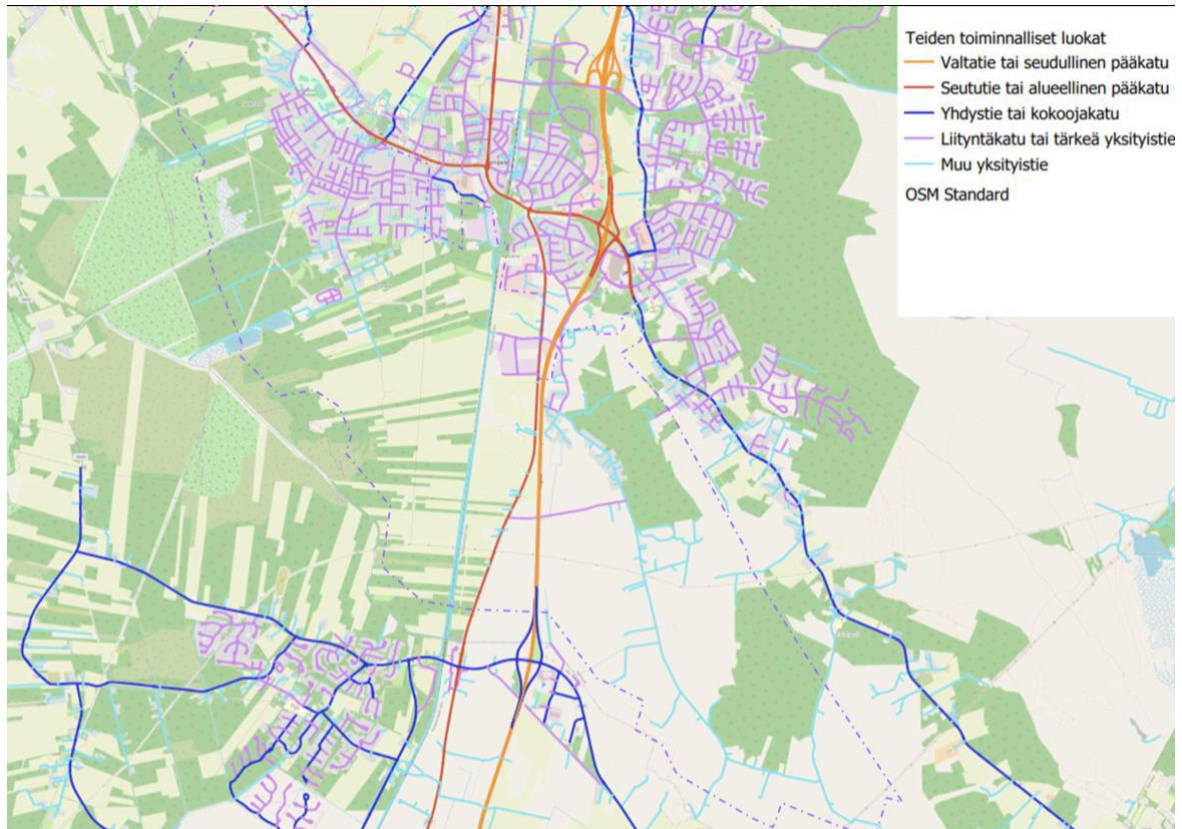 Teiden toiminnalliset luokat
Valtatie tai seudullinen pääkatu
Seututie tai alueellinen pääkatu
Yhdystie tai kokoojakatu
Liityntäkatu tai tärkeä yksityistie
Muu yksityistie
OSM Standard